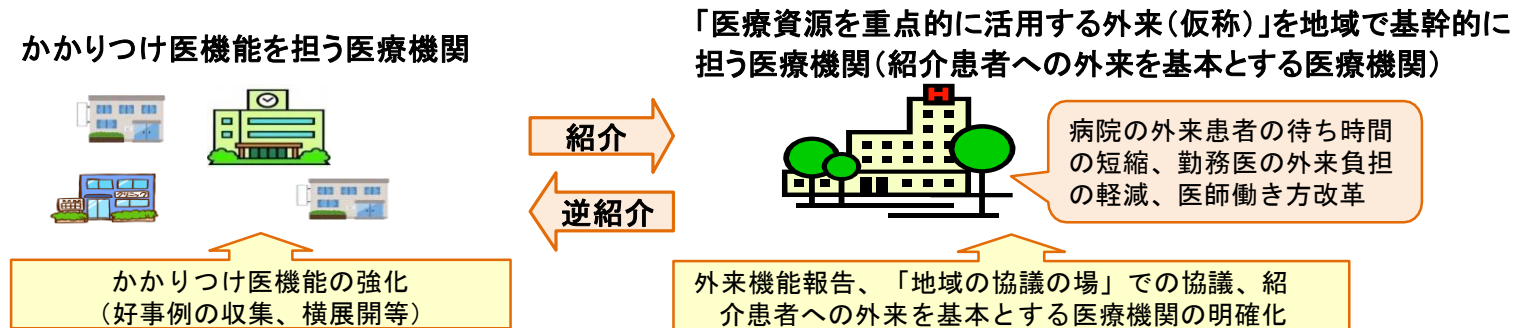 かかりつけ医機能を担う医療機関
「医療資源を重点的に活用する外来（仮称）」を地域で基幹的に
担う医療機関（紹介患者への外来を基本とする医療機関）
クリニック
紹介
逆紹介
H
病院の外来患者の待ち時間
の短縮、勤務医の外来負担
の軽減、医師働き方改革
かかりつけ医機能の強化
（好事例の収集、横展開等）
外来機能報告、「地域の協議の場」での協議、紹
介患者への外来を基本とする医療機関の明確化